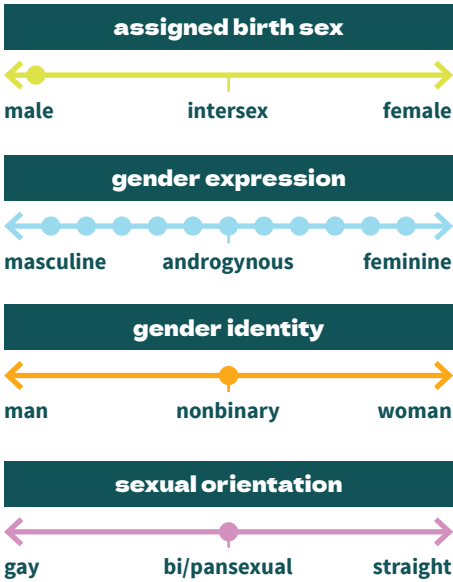 assigned birth sex
male intersex female
gender expression
masculine androgynous feminine
gender identity
man nonbinary woman
sexual orientation
gay bi/pansexual straight